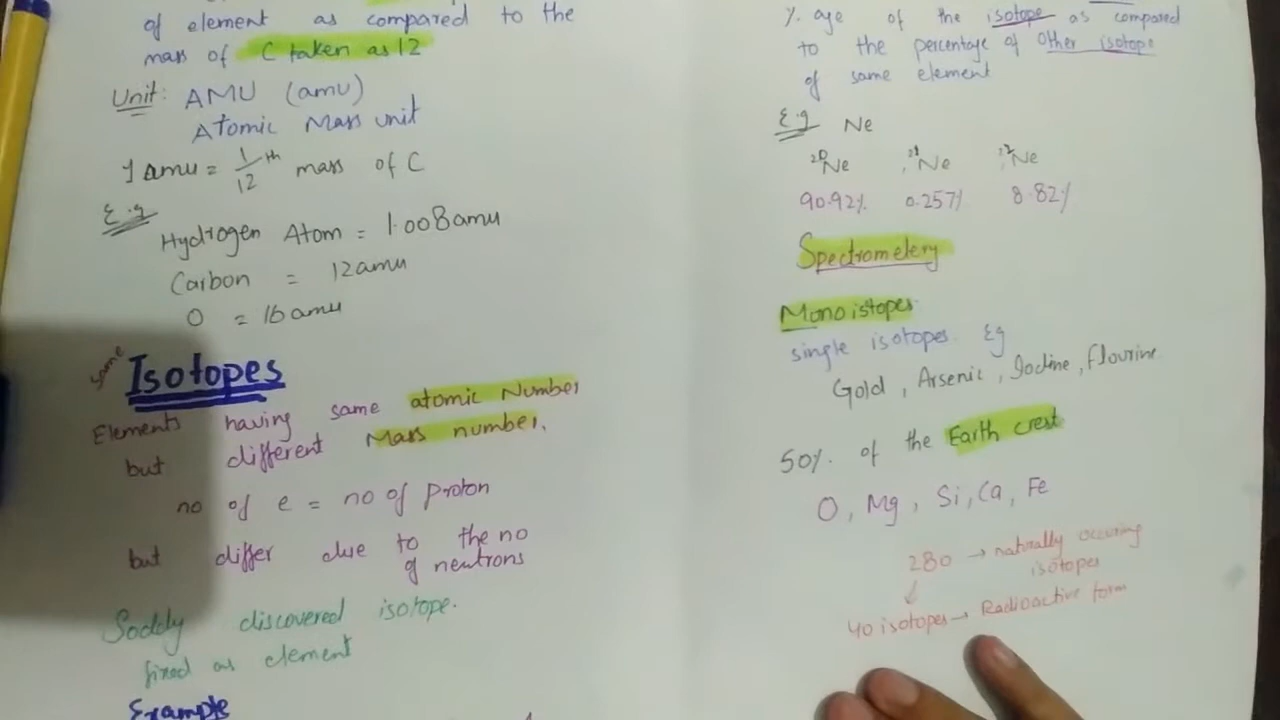 of element as compared to the
mass of C taken as 12
Unit: AMU (amu)
Atomic Mass unit
1 amu = 1/12 th mass of C
E.g
Hydrogen Atom = 1.008amu
Carbon = 12amu
O = 16amu
same
Isotopes
Elements having same atomic Number
but different Mass number.
no of e = no of proton
but differ due to the no
of neutrons
Soddy discovered isotope.
fixed as element
Example
%. age of the isotope as compared
to the percentage of other isotope
of same element
E.g Ne
²⁰Ne , ²¹Ne , ²²Ne
90.92% 0.257% 8.82%
Spectrometery
Monoistopes
single isotopes Eg
Gold , Arsenic , Iodine , Flourine
50% of the Earth crest
O , Mg , Si , Ca , Fe
280 → naturally occuring
isotopes
40 isotopes → Radioactive form